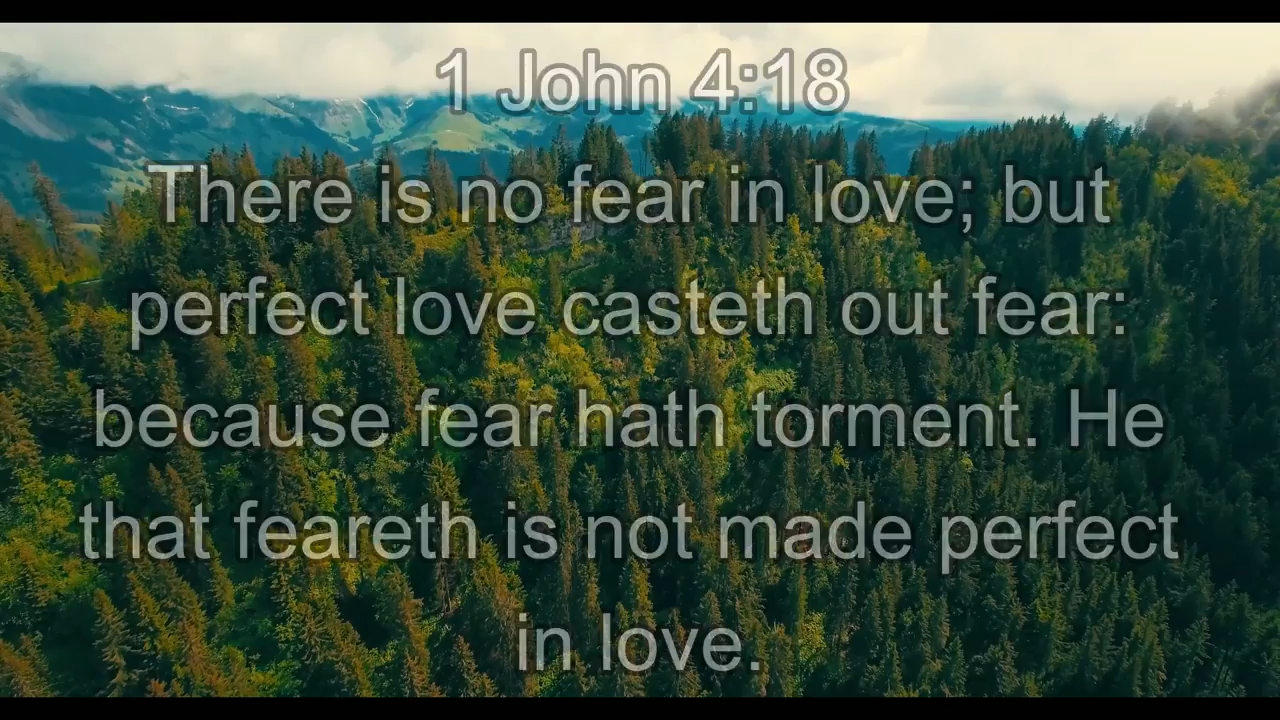 1 John 4:18
There is no fear in love; but
perfect love casteth out fear:
because fear hath torment. He
that feareth is not made perfect
in love.